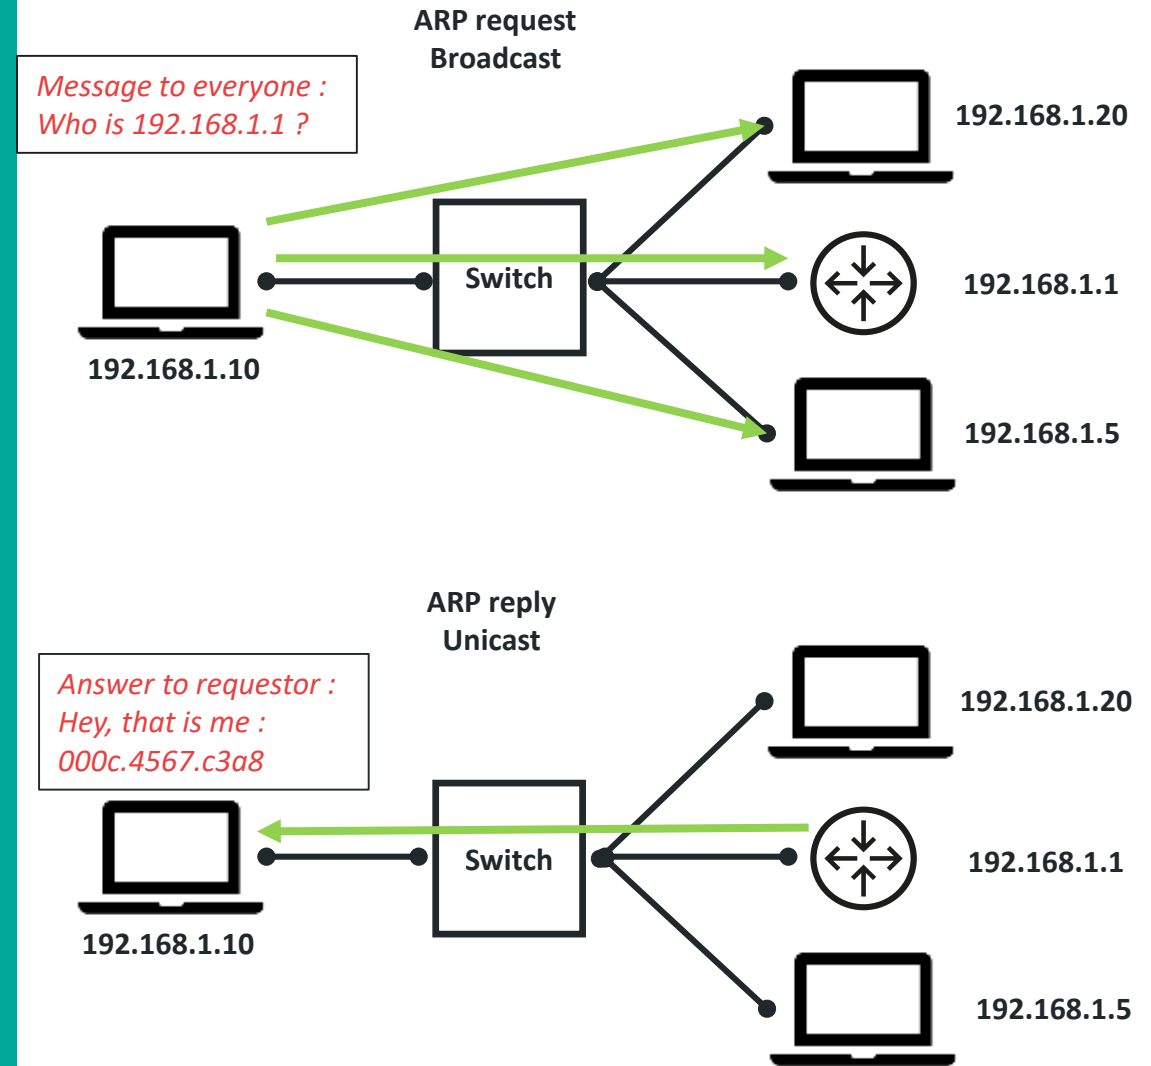 ARP request
Broadcast
Message to everyone :
Who is 192.168.1.1 ?
192.168.1.20
Switch
192.168.1.1
192.168.1.10
192.168.1.5
ARP reply
Unicast
Answer to requestor :
Hey, that is me :
000c.4567.c3a8
192.168.1.20
Switch
192.168.1.1
192.168.1.10
192.168.1.5